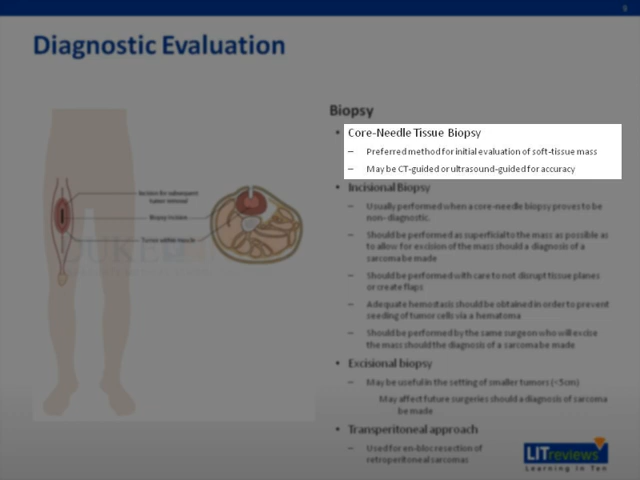 9
Diagnostic Evaluation
Biopsy
• Core-Needle Tissue Biopsy
– Preferred method for initial evaluation of soft-tissue mass
– May be CT-guided or ultrasound-guided for accuracy
• Incisional Biopsy
– Usually performed when a core-needle biopsy proves to be
non- diagnostic.
– Should be performed as superficial to the mass as possible as
to allow for excision of the mass should a diagnosis of a
sarcoma be made
– Should be performed with care to not disrupt tissue planes
or create flaps
– Adequate hemostasis should be obtained in order to prevent
seeding of tumor cells via a hematoma
– Should be performed by the same surgeon who will excise
the mass should the diagnosis of a sarcoma be made
• Excisional biopsy
– May be useful in the setting of smaller tumors (<5cm)
May affect future surgeries should a diagnosis of sarcoma
be made
• Transperitoneal approach
– Used for en-bloc resection of
retroperitoneal sarcomas
Incision for subsequent
tumor removal
Biopsy incision
Tumor within muscle
DUKE
LITreviews
Learning in Ten